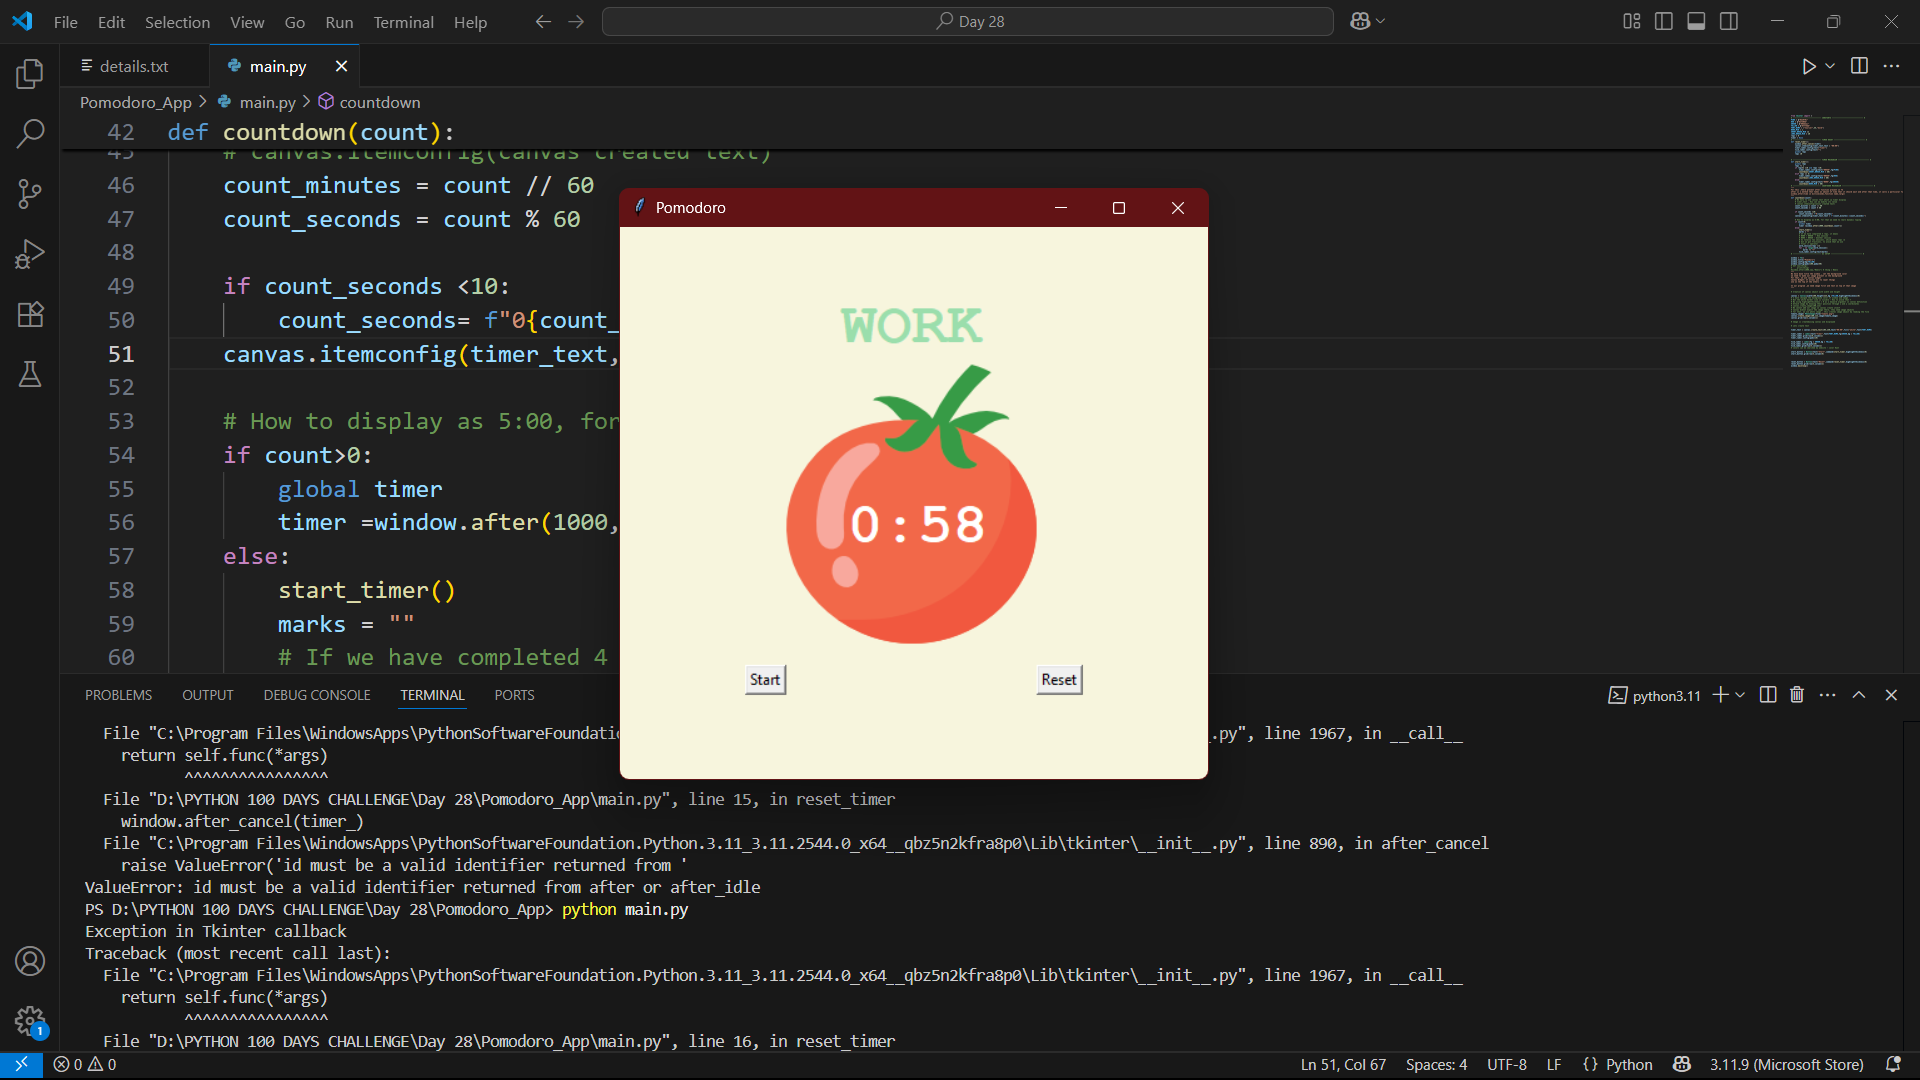 File Edit Selection View Go Run Terminal Help
Day 28
details.txt
main.py
Pomodoro_App > main.py > countdown
42 def countdown(count):
45 # canvas.itemconfig(canvas created text)
46 count_minutes = count // 60
47 count_seconds = count % 60
48
49 if count_seconds <10:
50 count_seconds= f"0{count_
51 canvas.itemconfig(timer_text,
52
53 # How to display as 5:00, for
54 if count>0:
55 global timer
56 timer =window.after(1000,
57 else:
58 start_timer()
59 marks = ""
60 # If we have completed 4
Pomodoro
WORK
0:58
Start
Reset
PROBLEMS OUTPUT DEBUG CONSOLE TERMINAL PORTS
python3.11
File "C:\Program Files\WindowsApps\PythonSoftwareFoundati .py", line 1967, in __call__
return self.func(*args)
^^^^^^^^^^^^^^^^
File "D:\PYTHON 100 DAYS CHALLENGE\Day 28\Pomodoro_App\main.py", line 15, in reset_timer
window.after_cancel(timer_)
File "C:\Program Files\WindowsApps\PythonSoftwareFoundation.Python.3.11_3.11.2544.0_x64__qbz5n2kfra8p0\Lib\tkinter\__init__.py", line 890, in after_cancel
raise ValueError('id must be a valid identifier returned from '
ValueError: id must be a valid identifier returned from after or after_idle
PS D:\PYTHON 100 DAYS CHALLENGE\Day 28\Pomodoro_App> python main.py
Exception in Tkinter callback
Traceback (most recent call last):
File "C:\Program Files\WindowsApps\PythonSoftwareFoundation.Python.3.11_3.11.2544.0_x64__qbz5n2kfra8p0\Lib\tkinter\__init__.py", line 1967, in __call__
return self.func(*args)
^^^^^^^^^^^^^^^^
File "D:\PYTHON 100 DAYS CHALLENGE\Day 28\Pomodoro_App\main.py", line 16, in reset_timer
1
0 0
Ln 51, Col 67 Spaces: 4 UTF-8 LF {} Python 3.11.9 (Microsoft Store)